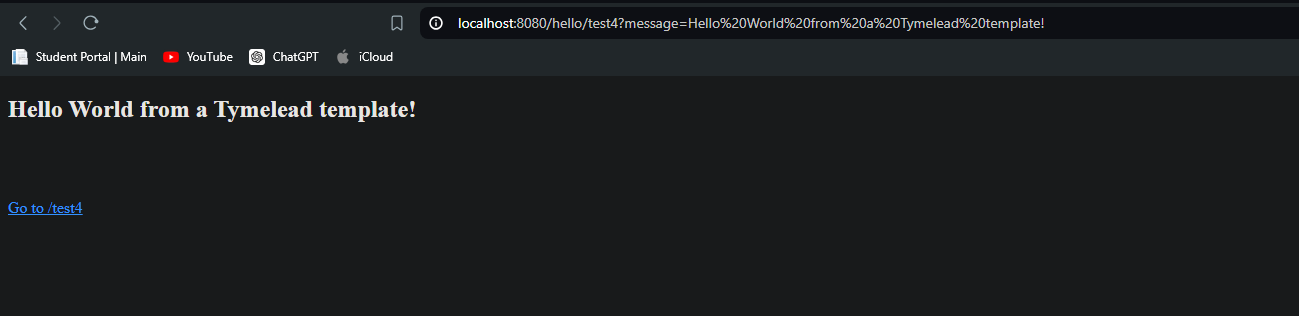 localhost:8080/hello/test4?message=Hello%20World%20from%20a%20Tymelead%20template!
Student Portal | Main YouTube ChatGPT iCloud
Hello World from a Tymelead template!
Go to /test4